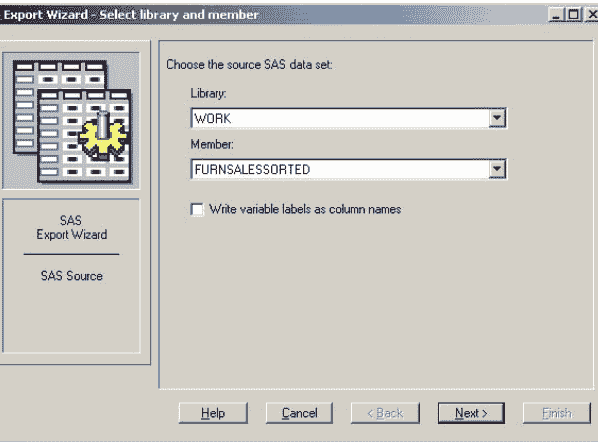 Export Wizard - Select library and member
Choose the source SAS data set:
Library:
WORK
Member:
FURNSALESSORTED
Write variable labels as column names
SAS
Export Wizard
SAS Source
Help
Cancel
< Back
Next >
Finish